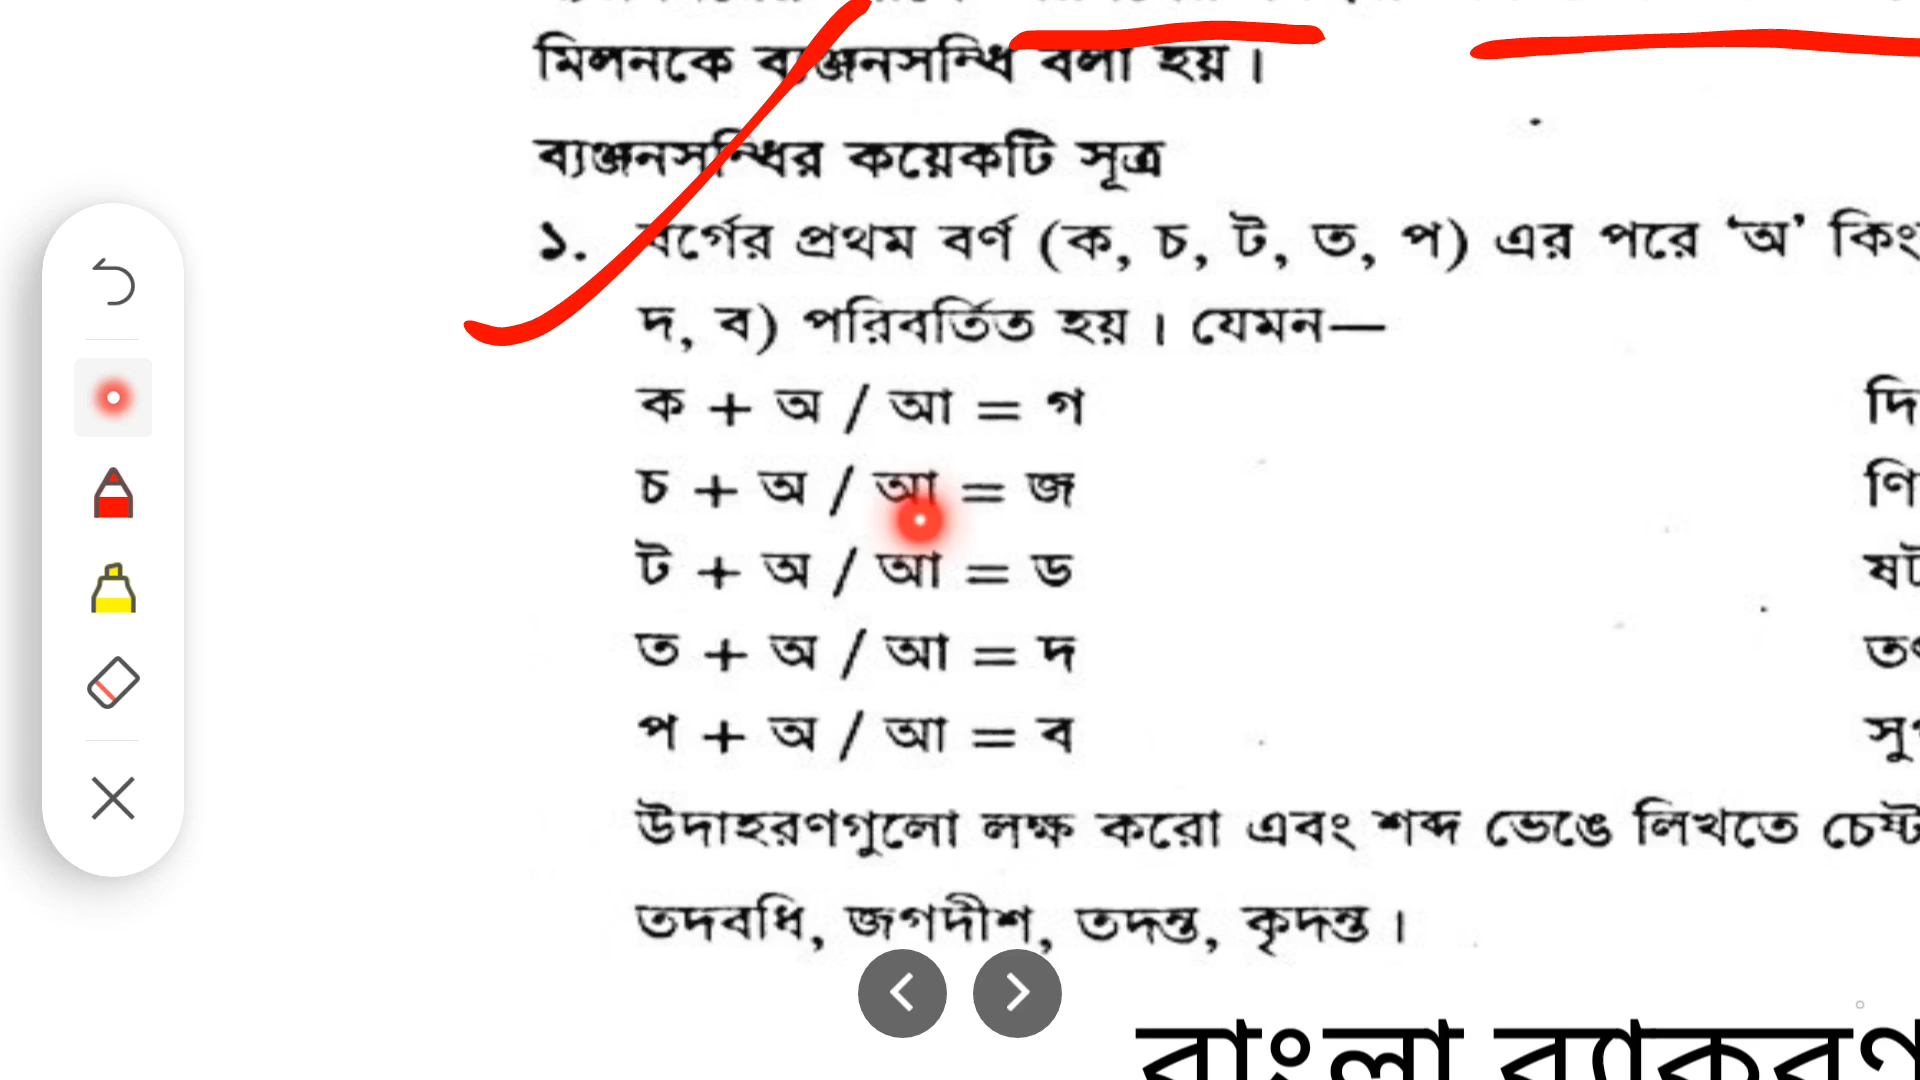 মিলনকে ব্যঞ্জনসন্ধি বলা হয়।
ব্যঞ্জনসন্ধির কয়েকটি সূত্র
১. বর্গের প্রথম বর্ণ (ক, চ, ট, ত, প) এর পরে ‘অ’
দ, ব) পরিবর্তিত হয়। যেমন—
ক + অ / আ = গ
চ + অ / আ = জ
ট + অ / আ = ড
ত + অ / আ = দ
প + অ / আ = ব
উদাহরণগুলো লক্ষ করো এবং শব্দ ভেঙে লিখতে
তদবধি, জগদীশ, তদন্ত, কৃদন্ত।
বাংলা ব্যাকরণ